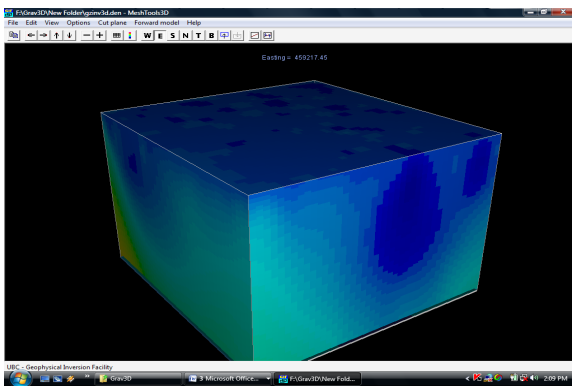 F:\Grav3D\New Folder\gzinv3d.den - MeshTools3D
File Edit View Options Cut plane Forward model Help
W E S N T B
Easting = 459217.45
UBC - Geophysical Inversion Facility
Grav3D 3 Microsoft Office... F:\Grav3D\New Fold... 2:09 PM